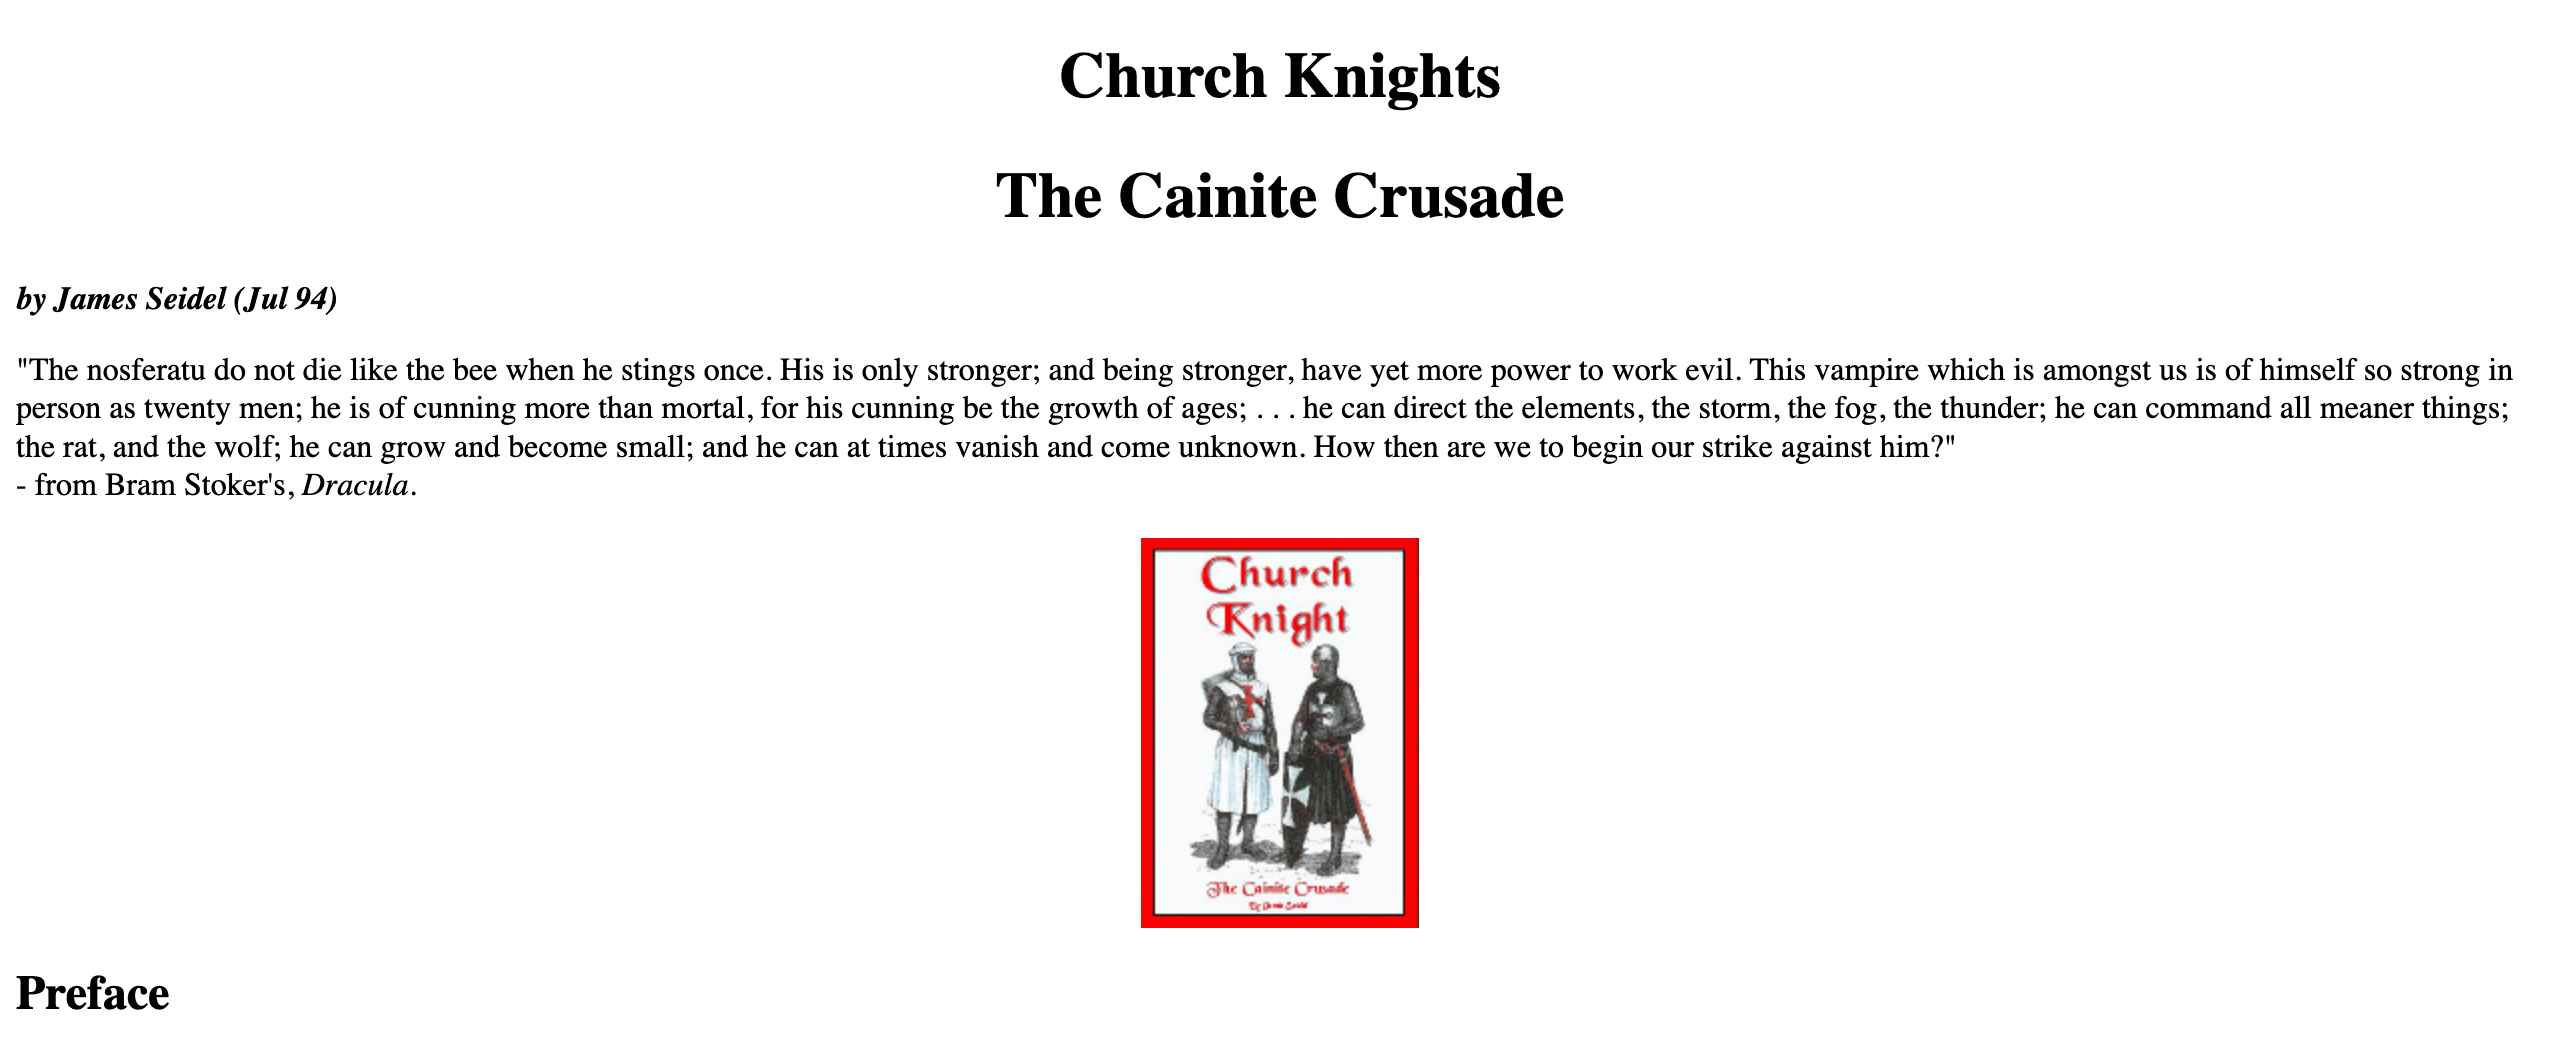 Church Knights
The Cainite Crusade
by James Seidel (Jul 94)
"The nosferatu do not die like the bee when he stings once. His is only stronger; and being stronger, have yet more power to work evil. This vampire which is amongst us is of himself so strong in
person as twenty men; he is of cunning more than mortal, for his cunning be the growth of ages; . . . he can direct the elements, the storm, the fog, the thunder; he can command all meaner things;
the rat, and the wolf; he can grow and become small; and he can at times vanish and come unknown. How then are we to begin our strike against him?"
- from Bram Stoker's, Dracula.
Church
Knight
The Cainite Crusade
Preface